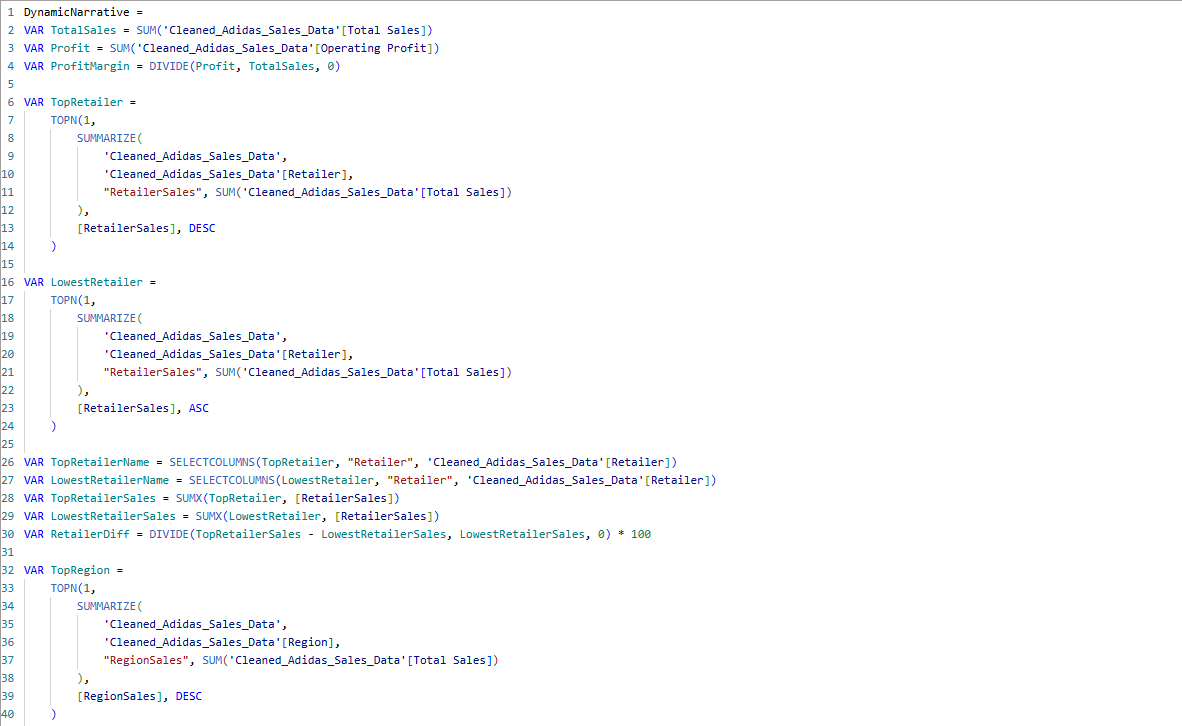 1 DynamicNarrative =
2 VAR TotalSales = SUM('Cleaned_Adidas_Sales_Data'[Total Sales])
3 VAR Profit = SUM('Cleaned_Adidas_Sales_Data'[Operating Profit])
4 VAR ProfitMargin = DIVIDE(Profit, TotalSales, 0)
5
6 VAR TopRetailer =
7     TOPN(1,
8         SUMMARIZE(
9             'Cleaned_Adidas_Sales_Data',
10             'Cleaned_Adidas_Sales_Data'[Retailer],
11             "RetailerSales", SUM('Cleaned_Adidas_Sales_Data'[Total Sales])
12         ),
13         [RetailerSales], DESC
14     )
15
16 VAR LowestRetailer =
17     TOPN(1,
18         SUMMARIZE(
19             'Cleaned_Adidas_Sales_Data',
20             'Cleaned_Adidas_Sales_Data'[Retailer],
21             "RetailerSales", SUM('Cleaned_Adidas_Sales_Data'[Total Sales])
22         ),
23         [RetailerSales], ASC
24     )
25
26 VAR TopRetailerName = SELECTCOLUMNS(TopRetailer, "Retailer", 'Cleaned_Adidas_Sales_Data'[Retailer])
27 VAR LowestRetailerName = SELECTCOLUMNS(LowestRetailer, "Retailer", 'Cleaned_Adidas_Sales_Data'[Retailer])
28 VAR TopRetailerSales = SUMX(TopRetailer, [RetailerSales])
29 VAR LowestRetailerSales = SUMX(LowestRetailer, [RetailerSales])
30 VAR RetailerDiff = DIVIDE(TopRetailerSales - LowestRetailerSales, LowestRetailerSales, 0) * 100
31
32 VAR TopRegion =
33     TOPN(1,
34         SUMMARIZE(
35             'Cleaned_Adidas_Sales_Data',
36             'Cleaned_Adidas_Sales_Data'[Region],
37             "RegionSales", SUM('Cleaned_Adidas_Sales_Data'[Total Sales])
38         ),
39         [RegionSales], DESC
40     )